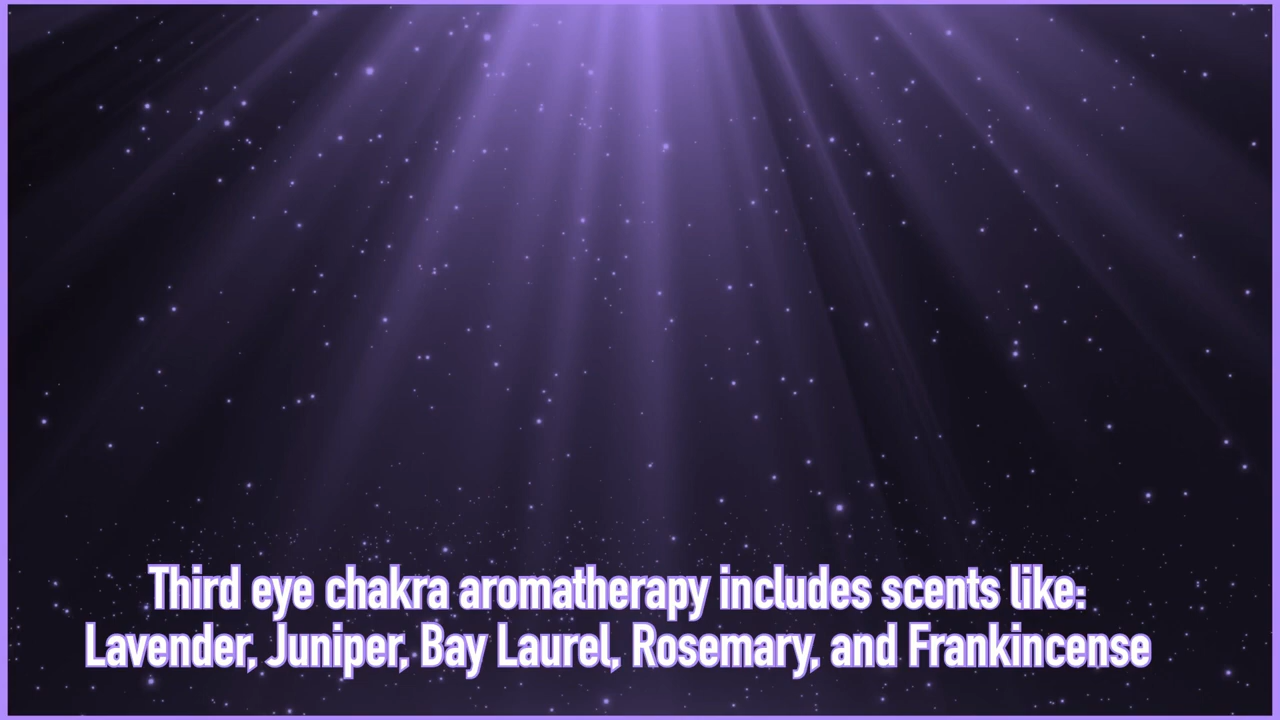 Third eye chakra aromatherapy includes scents like:
Lavender, Juniper, Bay Laurel, Rosemary, and Frankincense